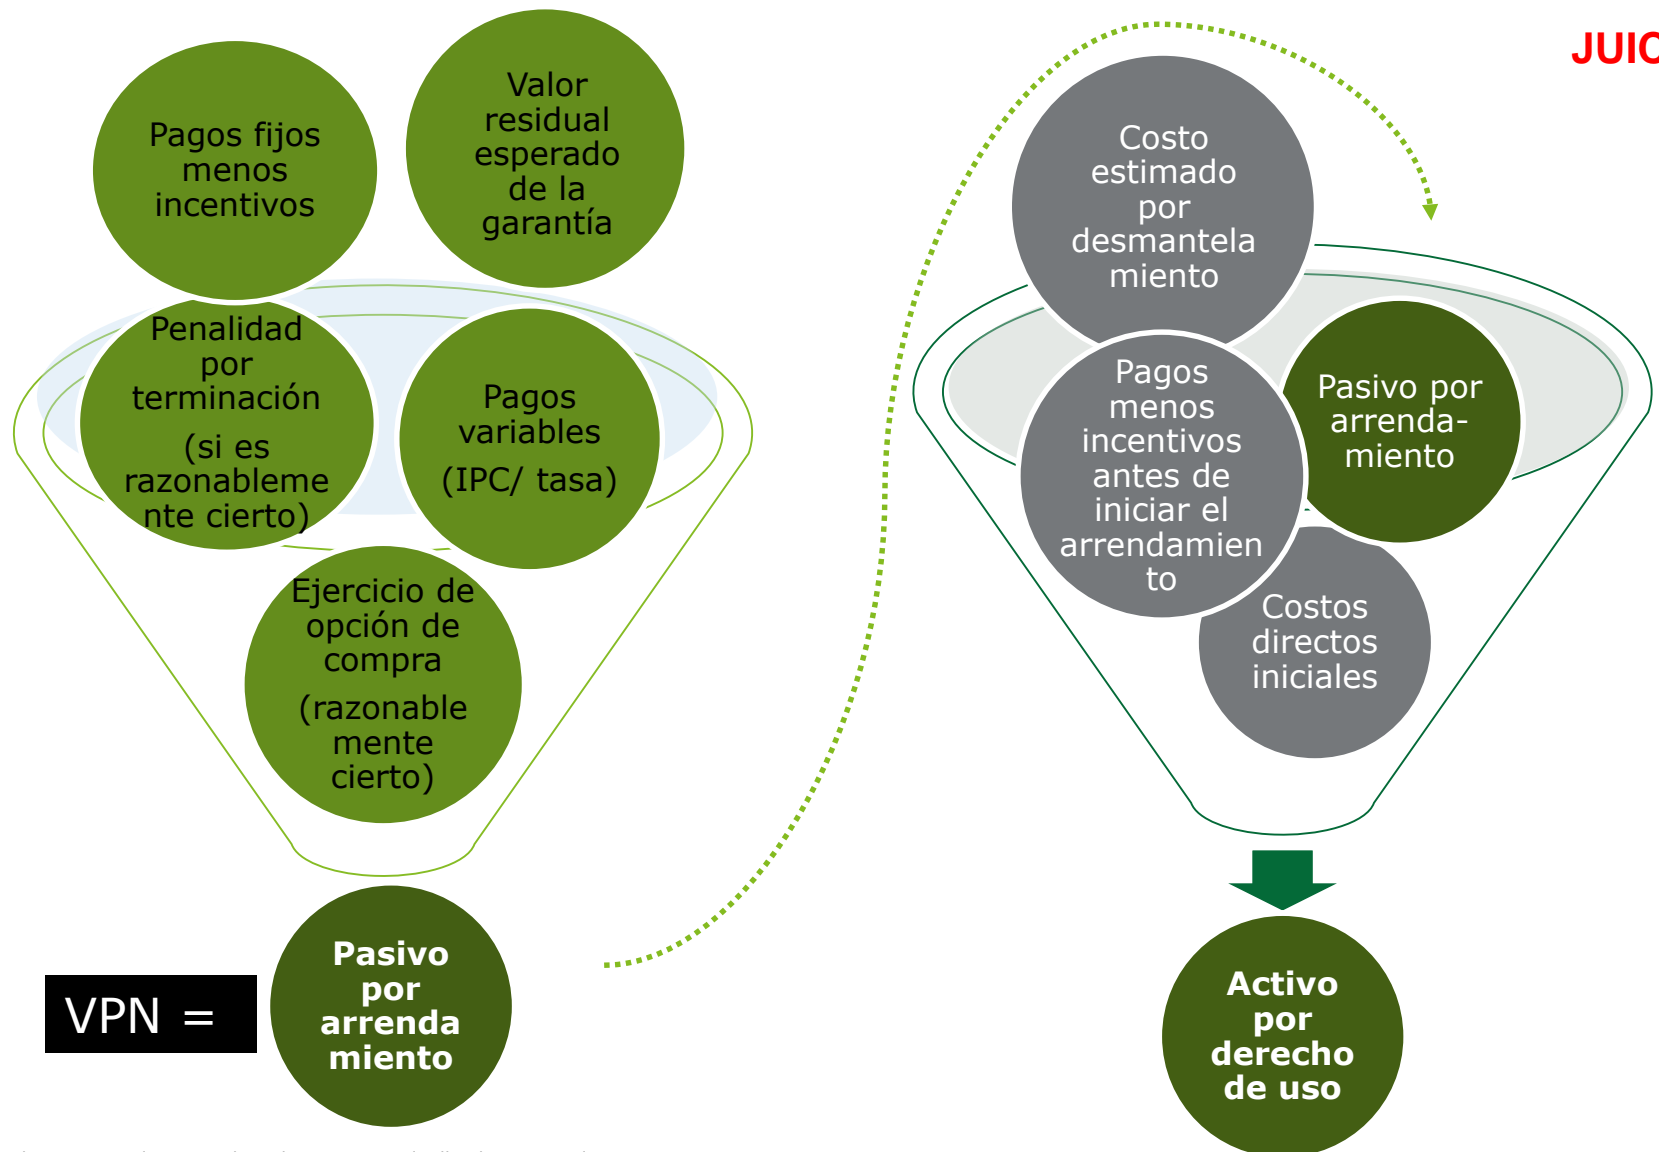 JUIC
Pagos fijos
menos
incentivos
Valor
residual
esperado
de la
garantía
Penalidad
por
terminación
(si es
razonableme
nte cierto)
Pagos
variables
(IPC/ tasa)
Ejercicio de
opción de
compra
(razonable
mente
cierto)
VPN =
Pasivo
por
arrenda
miento
Costo
estimado
por
desmantela
miento
Pagos
menos
incentivos
antes de
iniciar el
arrendamien
to
Pasivo por
arrenda-
miento
Costos
directos
iniciales
Activo
por
derecho
de uso